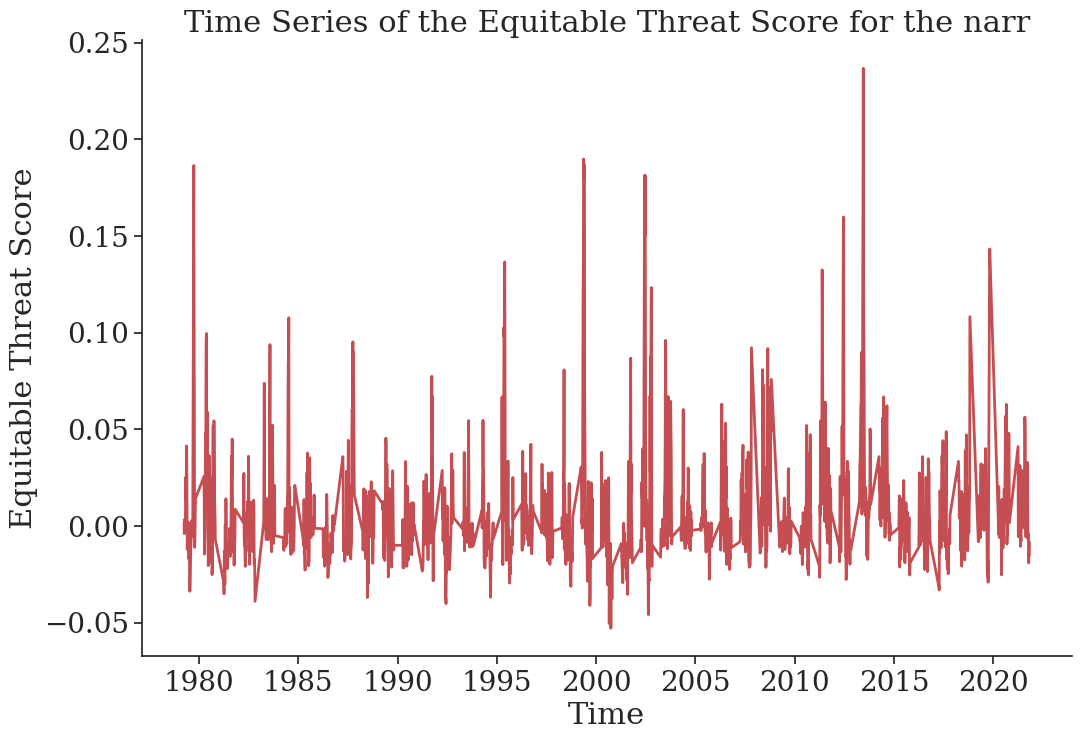 Time Series of the Equitable Threat Score for the narr
0.25
0.20
0.15
0.10
0.05
0.00
−0.05
Equitable Threat Score
1980 1985 1990 1995 2000 2005 2010 2015 2020
Time